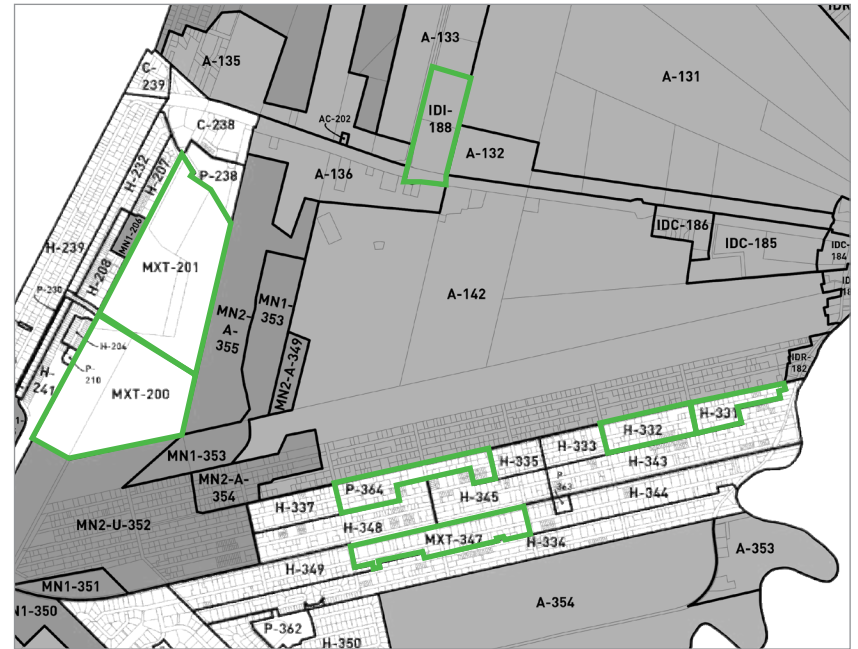 IDR-
A-133
A-135
C-
239
A-131
IDI-
188
AC-202
C-238
A-132
A-136
P-238
H-232
H-207
MN1-206
H-239
MXT-201
H-208
IDC-186
IDC-185
IDC-
184
P-230
MN1-
353
A-142
MN2-
A-
355
H-204
MN2-A-349
P-
210
H-
241
MXT-200
IDR-
182
H-331
H-332
MN1-353
H-335
H-333
H-343
MN2-A-
354
P-364
P-
363
H-337
H-345
H-344
MN2-U-352
H-348
MXT-347
H-334
A-353
H-349
MN1-351
A-354
N1-350
P-362
H-350